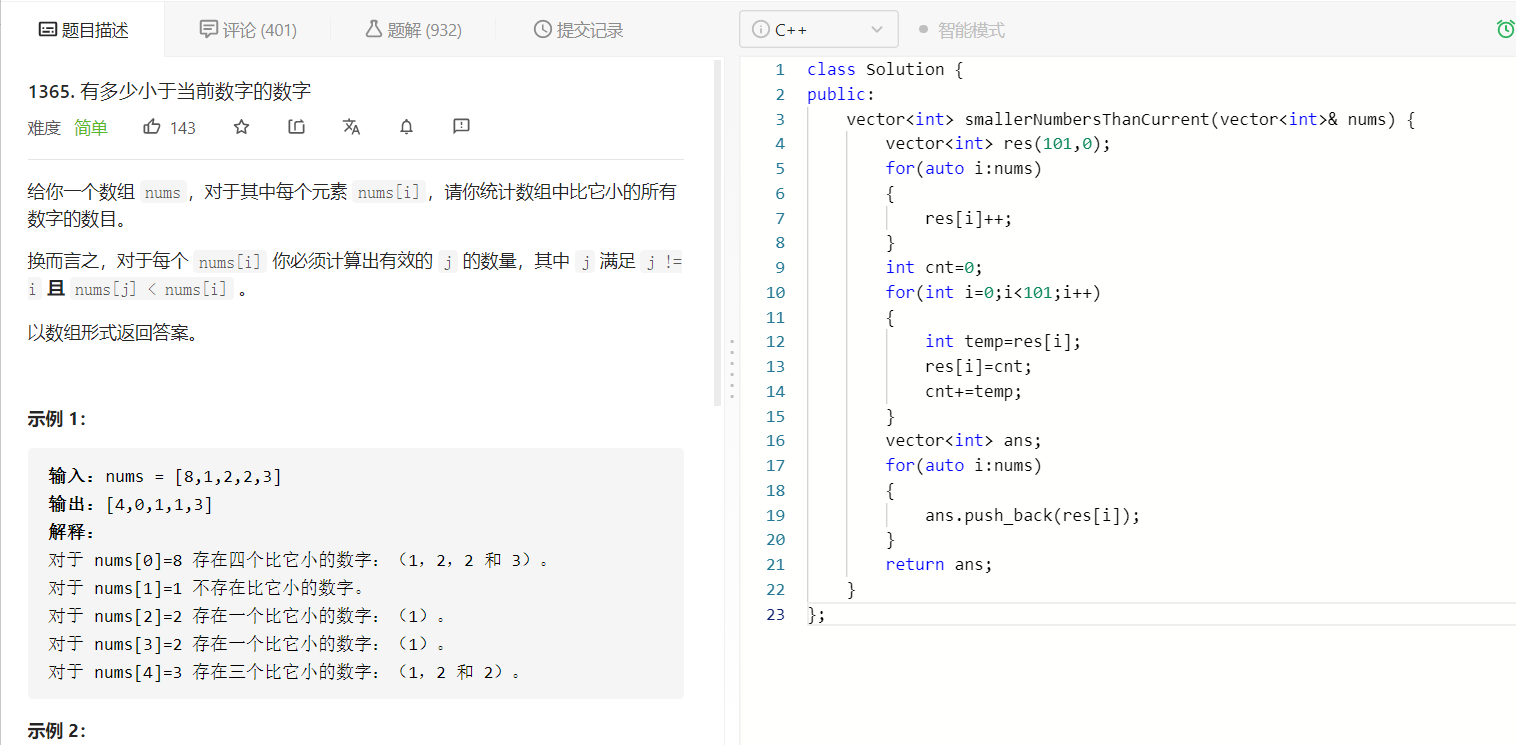 题目描述
评论 (401)
题解 (932)
提交记录
1365. 有多少小于当前数字的数字
难度 简单 143
给你一个数组 nums，对于其中每个元素 nums[i]，请你统计数组中比它小的所有
数字的数目。
换而言之，对于每个 nums[i] 你必须计算出有效的 j 的数量，其中 j 满足 j !=
i 且 nums[j] < nums[i] 。
以数组形式返回答案。
示例 1：
输入：nums = [8,1,2,2,3]
输出：[4,0,1,1,3]
解释：
对于 nums[0]=8 存在四个比它小的数字：（1，2，2 和 3）。
对于 nums[1]=1 不存在比它小的数字。
对于 nums[2]=2 存在一个比它小的数字：（1）。
对于 nums[3]=2 存在一个比它小的数字：（1）。
对于 nums[4]=3 存在三个比它小的数字：（1，2 和 2）。
示例 2：
C++
智能模式
1 class Solution {
2 public:
3 vector<int> smallerNumbersThanCurrent(vector<int>& nums) {
4 vector<int> res(101,0);
5 for(auto i:nums)
6 {
7 res[i]++;
8 }
9 int cnt=0;
10 for(int i=0;i<101;i++)
11 {
12 int temp=res[i];
13 res[i]=cnt;
14 cnt+=temp;
15 }
16 vector<int> ans;
17 for(auto i:nums)
18 {
19 ans.push_back(res[i]);
20 }
21 return ans;
22 }
23 };